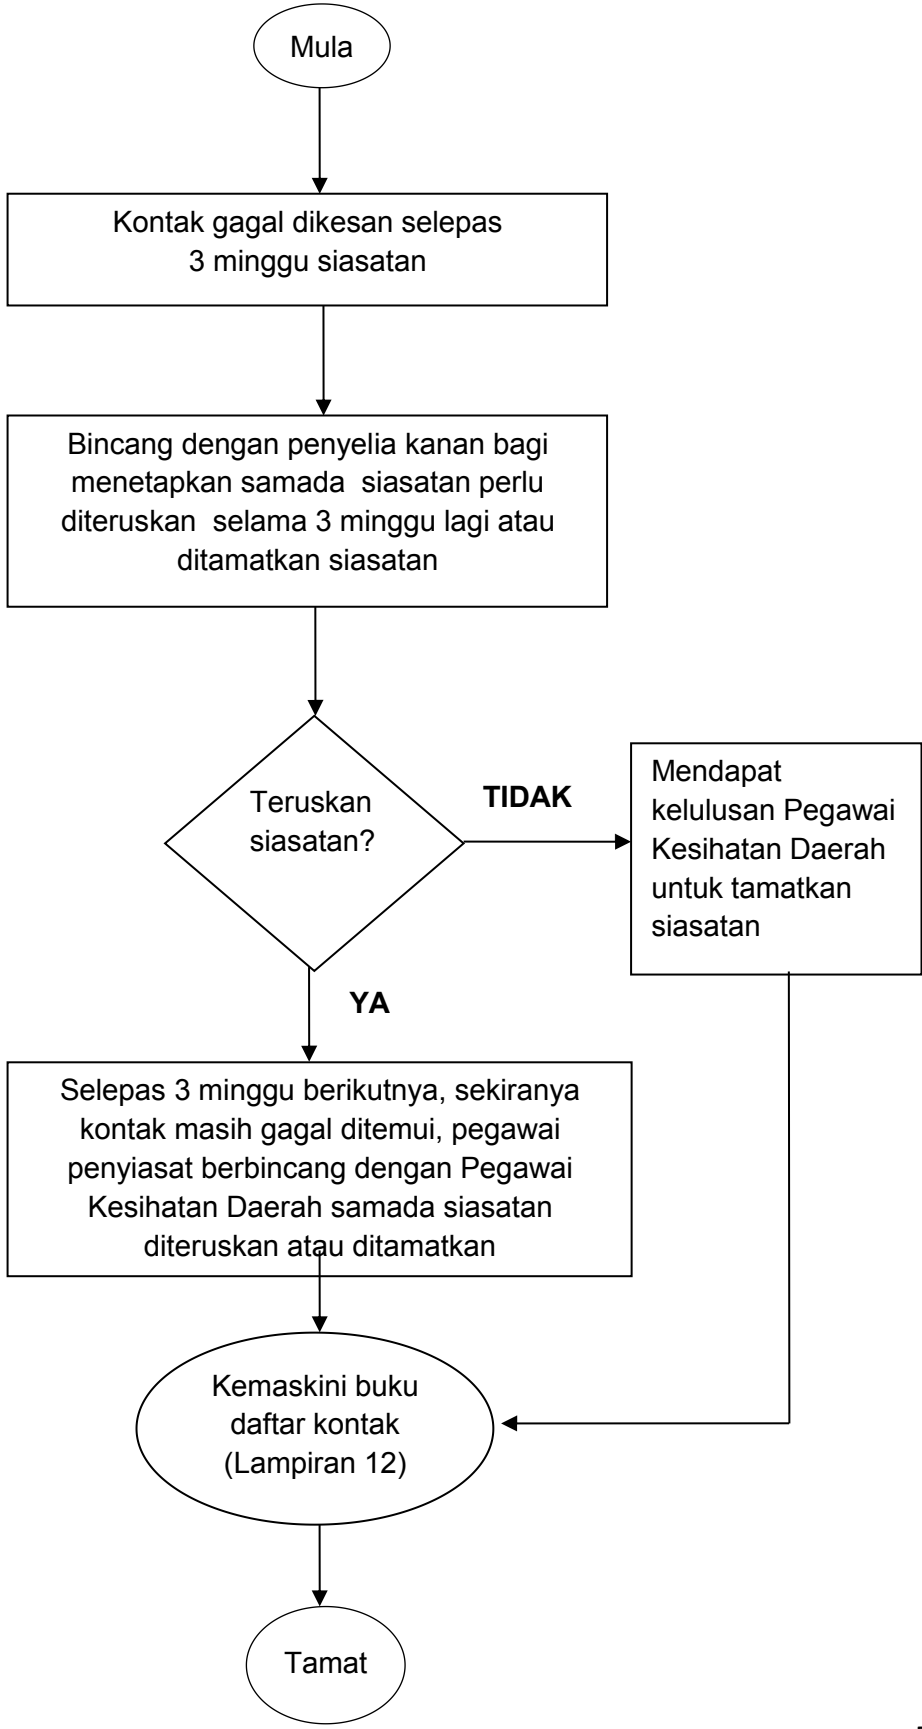 Mula
Kontak gagal dikesan selepas
3 minggu siasatan
Bincang dengan penyelia kanan bagi
menetapkan samada  siasatan perlu
diteruskan  selama 3 minggu lagi atau
ditamatkan siasatan
Teruskan
siasatan?
TIDAK
Mendapat
kelulusan Pegawai
Kesihatan Daerah
untuk tamatkan
siasatan
YA
Selepas 3 minggu berikutnya, sekiranya
kontak masih gagal ditemui, pegawai
penyiasat berbincang dengan Pegawai
Kesihatan Daerah samada siasatan
diteruskan atau ditamatkan
Kemaskini buku
daftar kontak
(Lampiran 12)
Tamat